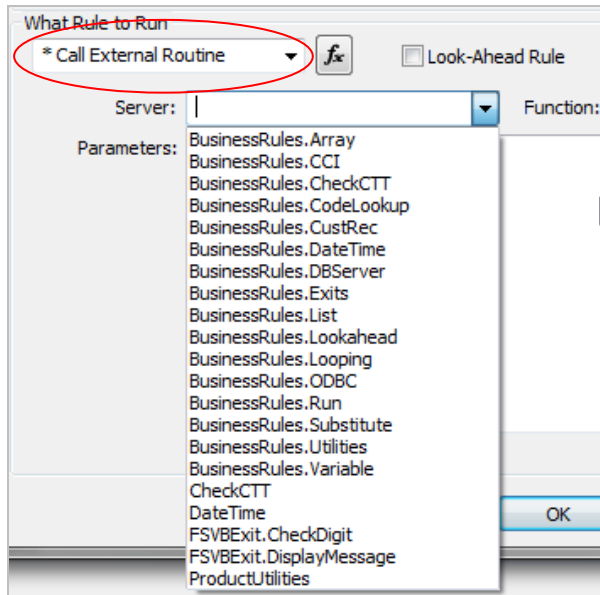 What Rule to Run
* Call External Routine fx Look-Ahead Rule
Server: Function:
Parameters:
BusinessRules.Array
BusinessRules.CCI
BusinessRules.CheckCTT
BusinessRules.CodeLookup
BusinessRules.CustRec
BusinessRules.DateTime
BusinessRules.DBServer
BusinessRules.Exits
BusinessRules.List
BusinessRules.Lookahead
BusinessRules.Looping
BusinessRules.ODBC
BusinessRules.Run
BusinessRules.Substitute
BusinessRules.Utilities
BusinessRules.Variable
CheckCTT
DateTime
FSVBExit.CheckDigit
FSVBExit.DisplayMessage
ProductUtilities
OK